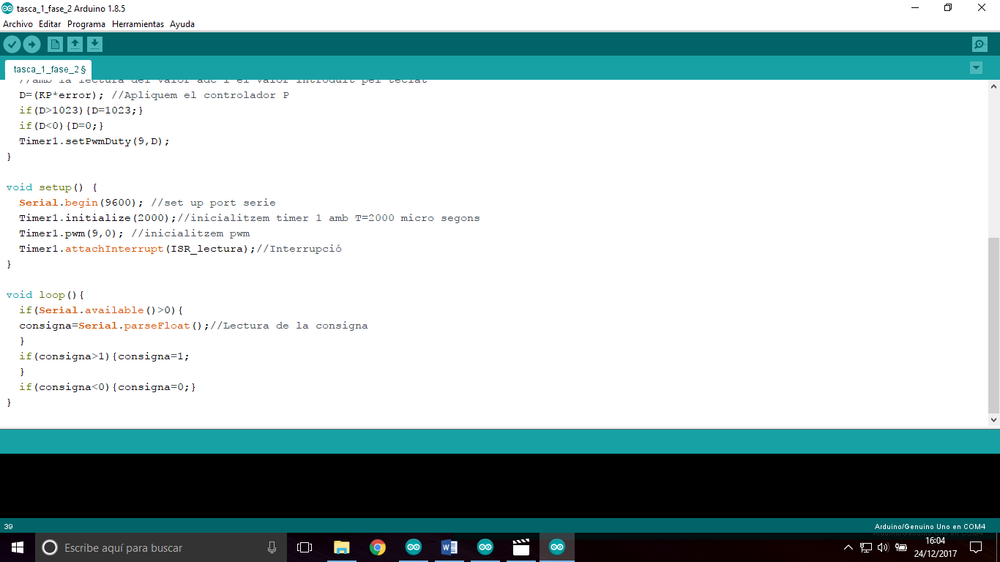 tasca_1_fase_2 Arduino 1.8.5
Archivo Editar Programa Herramientas Ayuda
tasca_1_fase_2 §
//amb la lectura del valor adc i el valor introduit pel teclat
D=(KP*error); //Apliquem el controlador P
if(D>1023){D=1023;}
if(D<0){D=0;}
Timer1.setPwmDuty(9,D);
}
void setup() {
Serial.begin(9600); //set up port serie
Timer1.initialize(2000);//inicialitzem timer 1 amb T=2000 micro segons
Timer1.pwm(9,0); //inicialitzem pwm
Timer1.attachInterrupt(ISR_lectura);//Interrupció
}
void loop(){
if(Serial.available()>0){
consigna=Serial.parseFloat();//Lectura de la consigna
}
if(consigna>1){consigna=1;
}
if(consigna<0){consigna=0;}
}
39
Arduino/Genuino Uno en COM4
Escribe aquí para buscar
16:04
24/12/2017